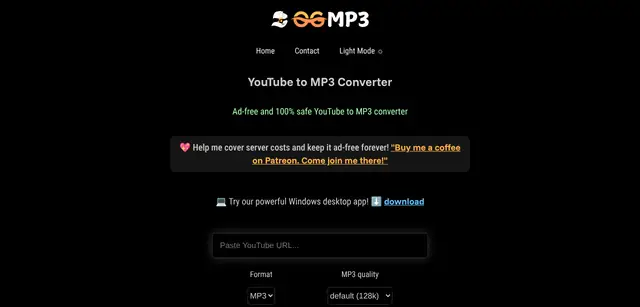 OGMP3
Home Contact Light Mode ☼
YouTube to MP3 Converter
Ad-free and 100% safe YouTube to MP3 converter
💖 Help me cover server costs and keep it ad-free forever! "Buy me a coffee
on Patreon. Come join me there!"
💻 Try our powerful Windows desktop app! ⬇️ download
Paste YouTube URL...
Format MP3 quality
MP3 default (128k)